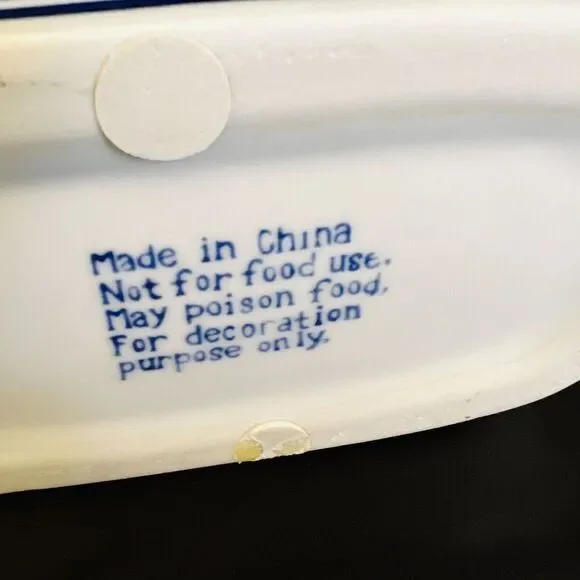 Made in China
Not for food use.
May poison food.
For decoration
purpose only.